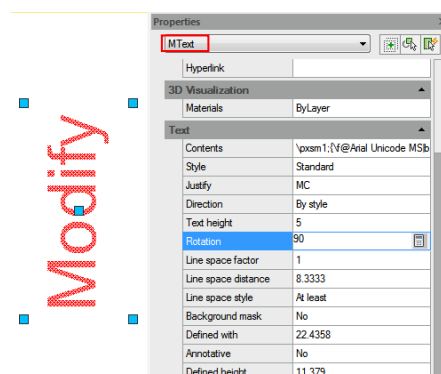 Modify
Properties
MText
Hyperlink
3D Visualization
Materials ByLayer
Text
Contents \pxsm1;{\f@Arial Unicode MS|b
Style Standard
Justify MC
Direction By style
Text height 5
Rotation 90
Line space factor 1
Line space distance 8.3333
Line space style At least
Background mask No
Defined with 22.4358
Annotative No
Defined height 11.379